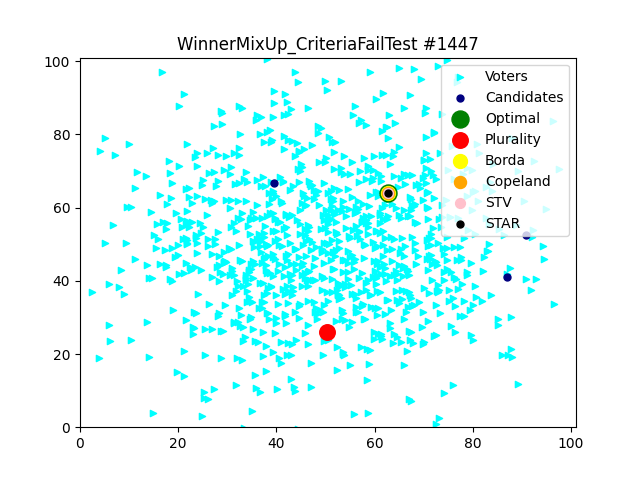 WinnerMixUp_CriteriaFailTest #1447
100
80
60
40
20
0
0 20 40 60 80 100
Voters
Candidates
Optimal
Plurality
Borda
Copeland
STV
STAR